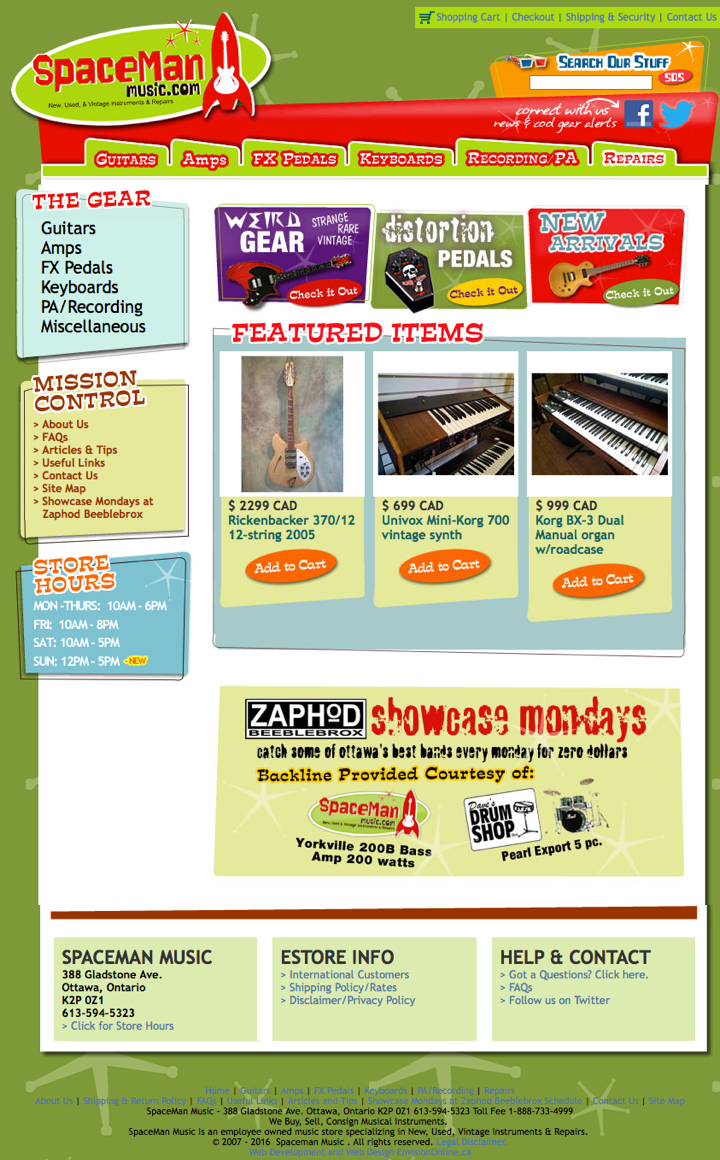 Shopping Cart | Checkout | Shipping & Security | Contact Us
SPACEMAN
MUSIC.COM
New, Used, & Vintage Instruments & Repairs
SEARCH OUR STUFF
SOS
connect with us
news & cool gear alerts
GUITARS
AMPS
FX PEDALS
KEYBOARDS
RECORDING/PA
REPAIRS
THE GEAR
Guitars
Amps
FX Pedals
Keyboards
PA/Recording
Miscellaneous
WEIRD
GEAR
STRANGE
RARE
VINTAGE
Check it Out
distortion
PEDALS
Check it Out
NEW
ARRIVALS
Check it Out
FEATURED ITEMS
$ 2299 CAD
Rickenbacker 370/12
12-string 2005
Add to Cart
$ 699 CAD
Univox Mini-Korg 700
vintage synth
Add to Cart
$ 999 CAD
Korg BX-3 Dual
Manual organ
w/roadcase
Add to Cart
MISSION
CONTROL
> About Us
> FAQs
> Articles & Tips
> Useful Links
> Contact Us
> Site Map
> Showcase Mondays at
Zaphod Beeblebrox
STORE
HOURS
MON -THURS: 10AM - 6PM
FRI: 10AM - 8PM
SAT: 10AM - 5PM
SUN: 12PM - 5PM <-NEW
ZAPHOD
BEEBLEBROX
showcase mondays
catch some of ottawa's best bands every monday for zero dollars
Backline Provided Courtesy of:
SPACEMAN
MUSIC.COM
New, Used, & Vintage Instruments & Repairs
Yorkville 200B Bass
Amp 200 watts
Dave's
DRUM
SHOP
Pearl
Pearl Export 5 pc.
SPACEMAN MUSIC
388 Gladstone Ave.
Ottawa, Ontario
K2P 0Z1
613-594-5323
> Click for Store Hours
ESTORE INFO
> International Customers
> Shipping Policy/Rates
> Disclaimer/Privacy Policy
HELP & CONTACT
> Got a Questions? Click here.
> FAQs
> Follow us on Twitter
Home | Guitars | Amps | FX Pedals | Keyboards | PA/Recording | Repairs
About Us | Shipping & Return Policy | FAQs | Useful Links | Articles and Tips | Showcase Mondays at Zaphod Beeblebrox Schedule | Contact Us | Site Map
SpaceMan Music - 388 Gladstone Ave. Ottawa, Ontario K2P 0Z1 613-594-5323 Toll Fee 1-888-733-4999
We Buy, Sell, Consign Musical Instruments.
SpaceMan Music is an employee owned music store specializing in New, Used, Vintage Instruments & Repairs.
© 2007 - 2016 Spaceman Music . All rights reserved. Legal Disclaimer.
Web Development and Web Design EnvisionOnline.ca